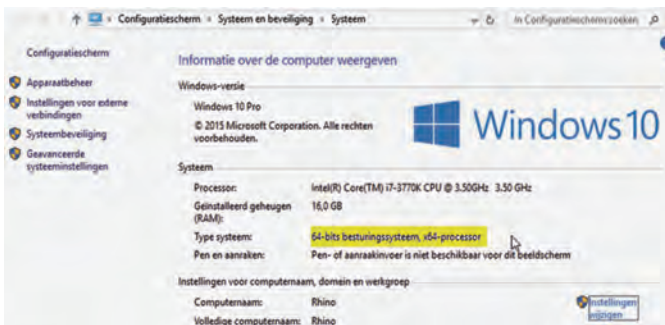 Configuratiescherm › Systeem en beveiliging › Systeem
In Configuratiescherm zoeken
Configuratiescherm
Apparaatbeheer
Instellingen voor externe
verbindingen
Systeembeveiliging
Geavanceerde
systeeminstellingen
Informatie over de computer weergeven
Windows-versie
Windows 10 Pro
© 2015 Microsoft Corporation. Alle rechten
voorbehouden.
Windows 10
Systeem
Processor: Intel(R) Core(TM) i7-3770K CPU @ 3.50GHz 3.50 GHz
Geïnstalleerd geheugen 16,0 GB
(RAM):
Type systeem: 64-bits besturingssysteem, x64-processor
Pen en aanraken: Pen- of aanraakinvoer is niet beschikbaar voor dit beeldscherm
Instellingen voor computernaam, domein en werkgroep
Computernaam: Rhino
Instellingen
wijzigen
Volledige computernaam: Rhino